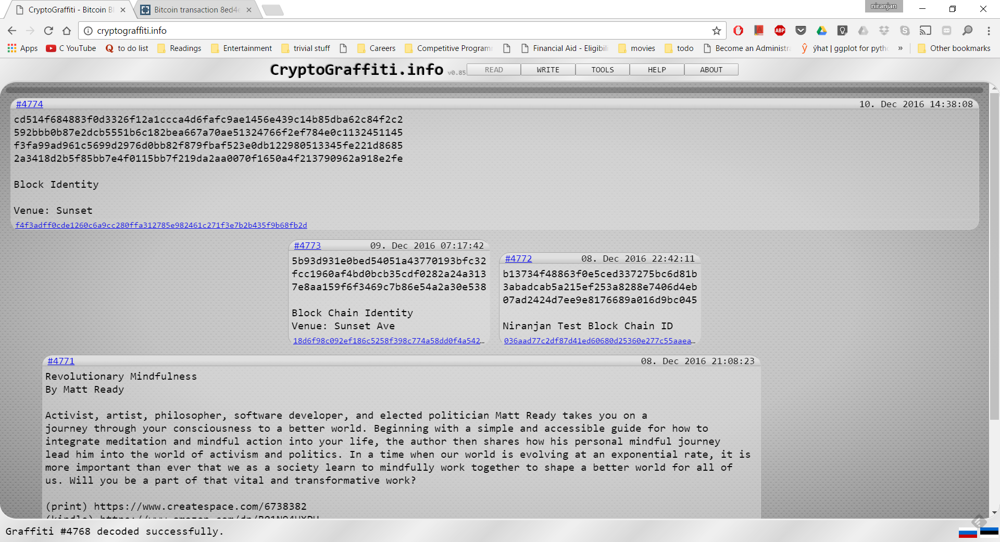 CryptoGraffiti - Bitcoin Bl
Bitcoin transaction 8ed4e
niranjan
cryptograffiti.info
ABP
Apps
C YouTube
to do list
Readings
Entertainment
trivial stuff
Careers
Competitive Program
Financial Aid - Eligibili
movies
todo
Become an Administra
ŷhat | ggplot for pytho
»
Other bookmarks
CryptoGraffiti.info v0.85
READ
WRITE
TOOLS
HELP
ABOUT
#4774 10. Dec 2016 14:38:08
cd514f684883f0d3326f12a1ccca4d6fafc9ae1456e439c14b85dba62c84f2c2
592bbb0b87e2dcb5551b6c182bea667a70ae51324766f2ef784e0c1132451145
f3fa99ad961c5699d2976d0bb82f879fbaf523e0db122980513345fe221d8685
2a3418d2b5f85bb7e4f0115bb7f219da2aa0070f1650a4f213790962a918e2fe
Block Identity
Venue: Sunset
f4f3adff0cde1260c6a9cc280ffa312785e982461c271f3e7b2b435f9b68fb2d
#4773 09. Dec 2016 07:17:42
5b93d931e0bed54051a43770193bfc32
fcc1960af4bd0bcb35cdf0282a24a313
7e8aa159f6f3469c7b86e54a2a30e538
Block Chain Identity
Venue: Sunset Ave
18d6f98c092ef186c5258f398c774a58dd0f4a542…
#4772 08. Dec 2016 22:42:11
b13734f48863f0e5ced337275bc6d81b
3abadcab5a215ef253a8288e7406d4eb
07ad2424d7ee9e8176689a016d9bc045
Niranjan Test Block Chain ID
036aad77c2df87d41ed60680d25360e277c55aaea…
#4771 08. Dec 2016 21:08:23
Revolutionary Mindfulness
By Matt Ready
Activist, artist, philosopher, software developer, and elected politician Matt Ready takes you on a
journey through your consciousness to a better world. Beginning with a simple and accessible guide for how to
integrate meditation and mindful action into your life, the author then shares how his personal mindful journey
lead him into the world of activism and politics. In a time when our world is evolving at an exponential rate, it is
more important than ever that we as a society learn to mindfully work together to shape a better world for all of
us. Will you be a part of that vital and transformative work?
(print) https://www.createspace.com/6738382
(kindle)
Graffiti #4768 decoded successfully.